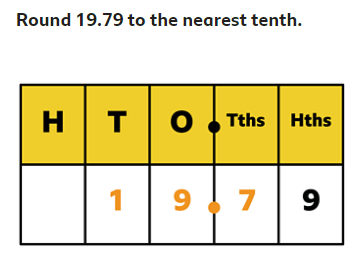 Round 19.79 to the nearest tenth.
H T O . Tths Hths
1 9 . 7 9